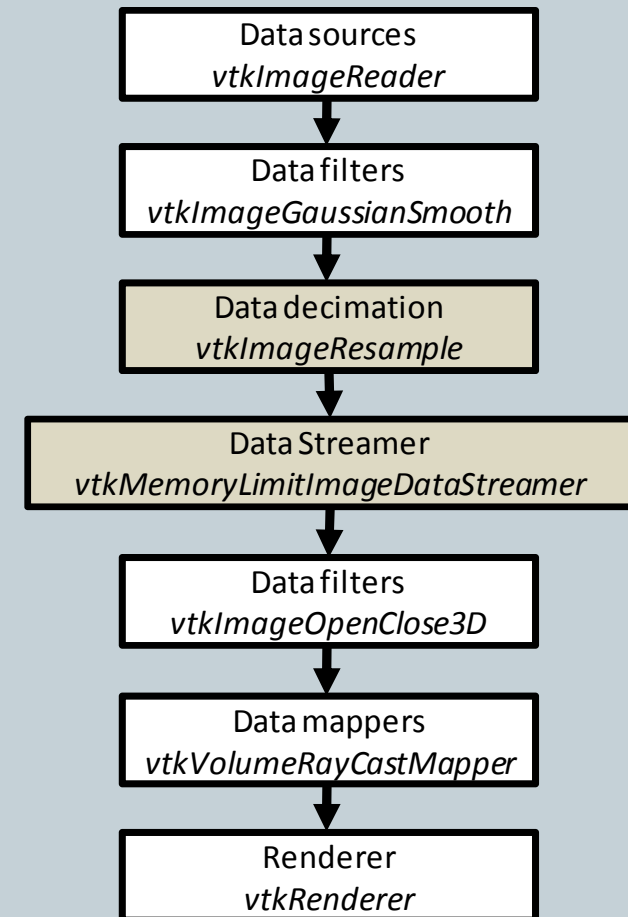 Data sources
vtkImageReader
Data filters
vtkImageGaussianSmooth
Data decimation
vtkImageResample
Data Streamer
vtkMemoryLimitImageDataStreamer
Data filters
vtkImageOpenClose3D
Data mappers
vtkVolumeRayCastMapper
Renderer
vtkRenderer